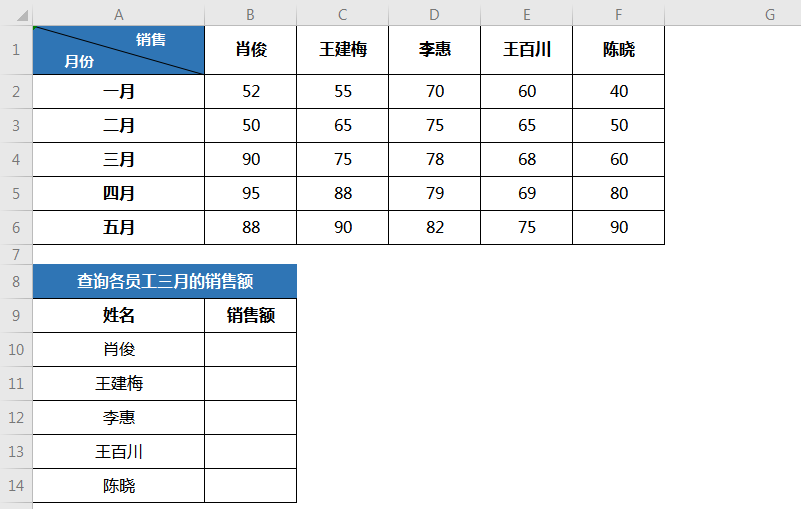 A B C D E F G
1 销售 月份 肖俊 王建梅 李惠 王百川 陈晓
2 一月 52 55 70 60 40
3 二月 50 65 75 65 50
4 三月 90 75 78 68 60
5 四月 95 88 79 69 80
6 五月 88 90 82 75 90
7
8 查询各员工三月的销售额
9 姓名 销售额
10 肖俊
11 王建梅
12 李惠
13 王百川
14 陈晓